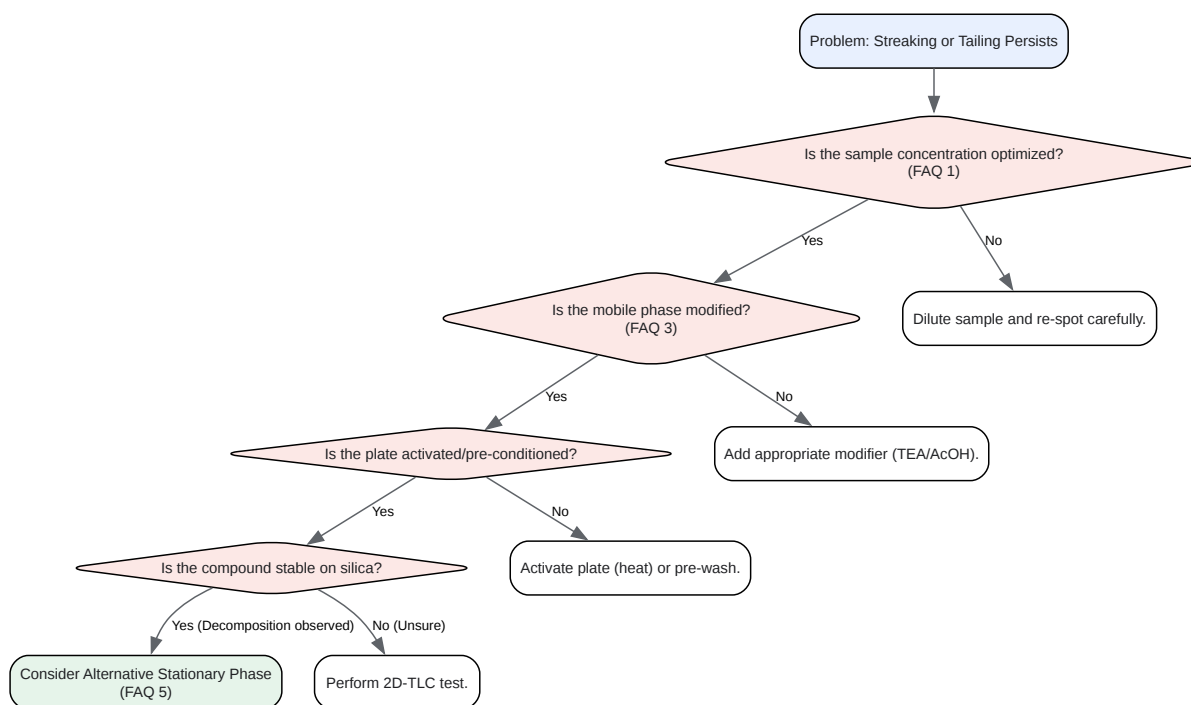 Problem: Streaking or Tailing Persists
Is the sample concentration optimized?
(FAQ 1)
Yes
No
Is the mobile phase modified?
(FAQ 3)
Dilute sample and re-spot carefully.
Yes
No
Is the plate activated/pre-conditioned?
Add appropriate modifier (TEA/AcOH).
Yes
No
Is the compound stable on silica?
Activate plate (heat) or pre-wash.
Yes (Decomposition observed)
No (Unsure)
Consider Alternative Stationary Phase
(FAQ 5)
Perform 2D-TLC test.